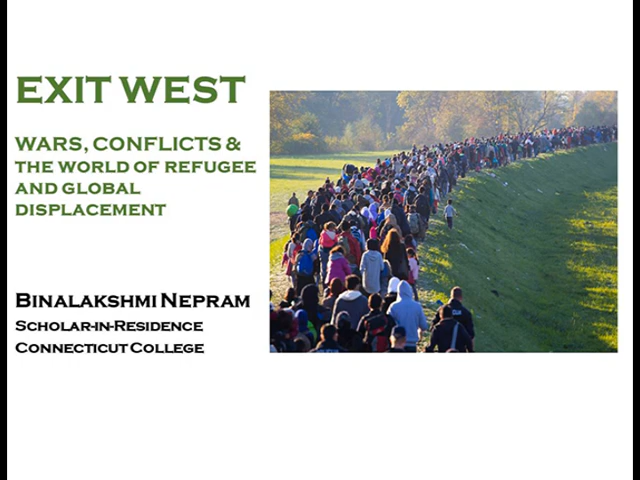 EXIT WEST
WARS, CONFLICTS &
THE WORLD OF REFUGEE
AND GLOBAL
DISPLACEMENT
BINALAKSHMI NEPRAM
SCHOLAR-IN-RESIDENCE
CONNECTICUT COLLEGE